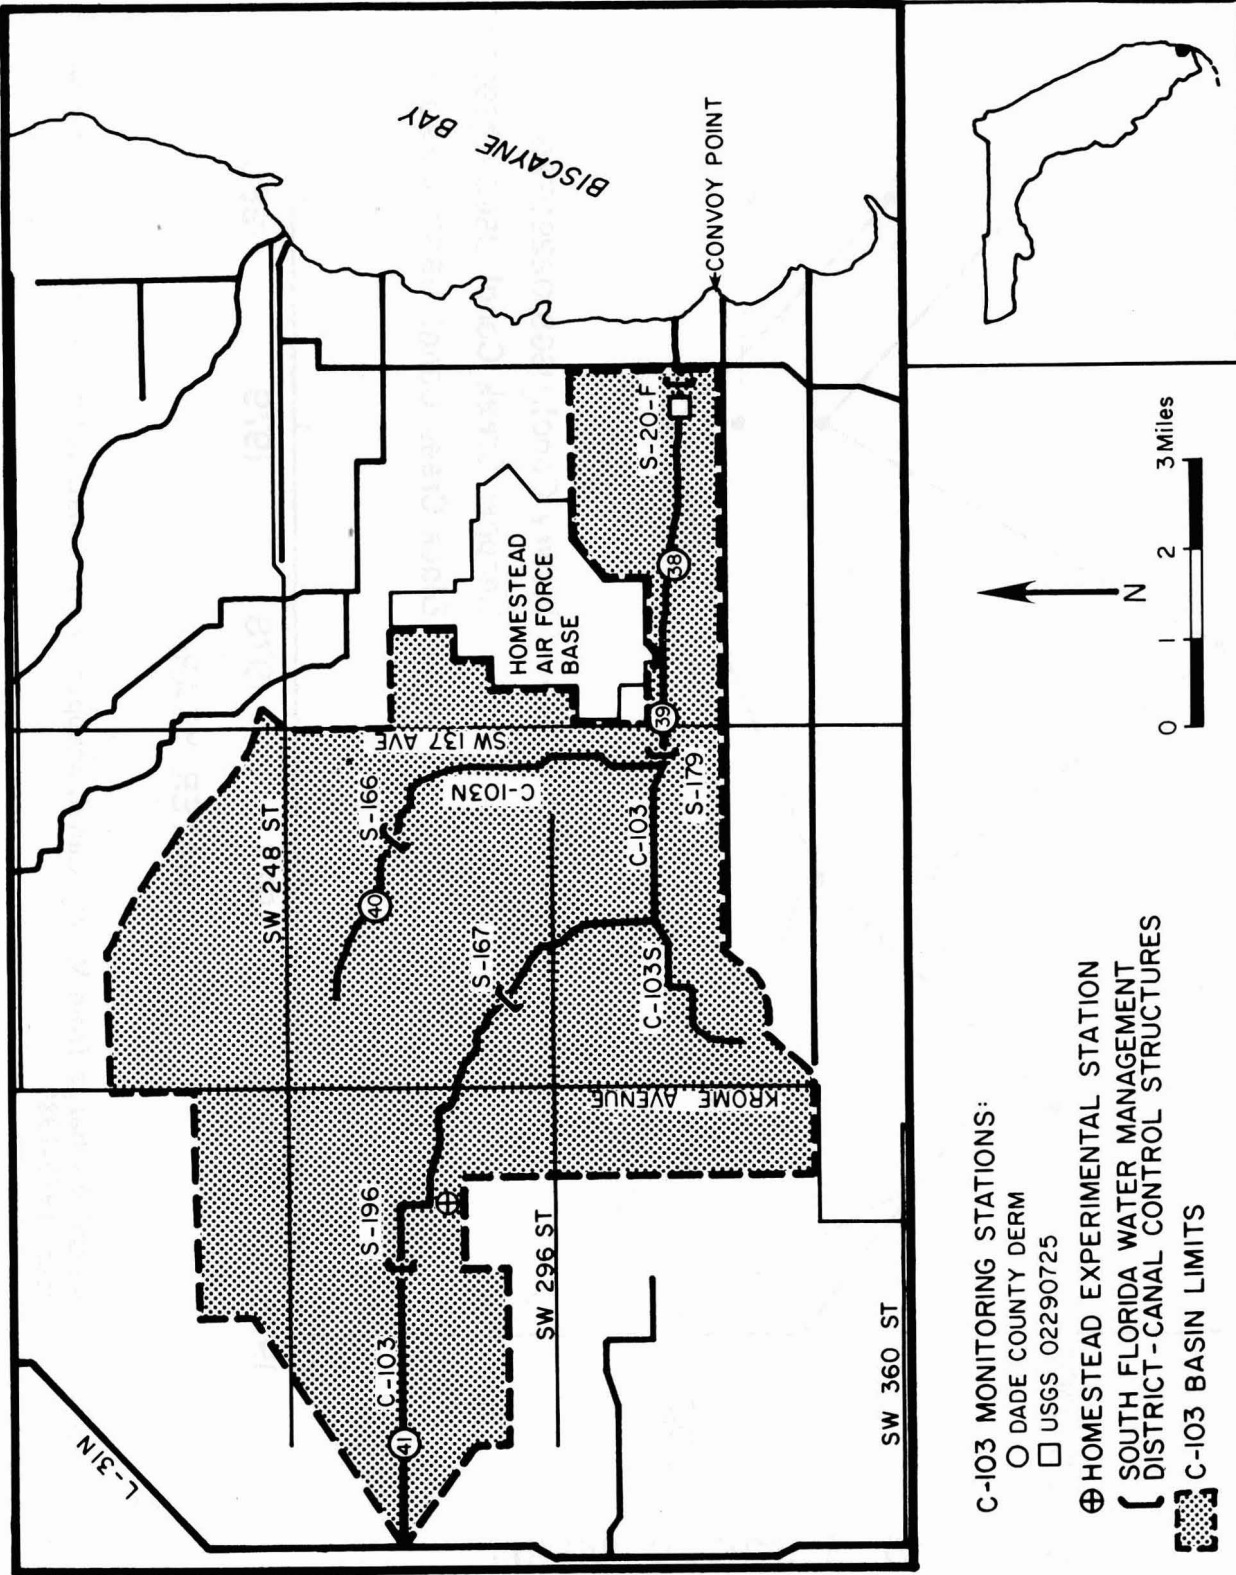 L-31N
BISCAYNE BAY
SW 248 ST
C-103
41
S-196
40
S-166
SW 137 AVE
C-103N
S-167
HOMESTEAD
AIR FORCE
BASE
SW 296 ST
KROME AVENUE
C-103S
C-103
39
38
S-20-F
S-179
CONVOY POINT
SW 360 ST
C-103 MONITORING STATIONS:
DADE COUNTY DERM
USGS 02290725
HOMESTEAD EXPERIMENTAL STATION
SOUTH FLORIDA WATER MANAGEMENT
DISTRICT-CANAL CONTROL STRUCTURES
C-103 BASIN LIMITS
N
0 1 2 3 Miles